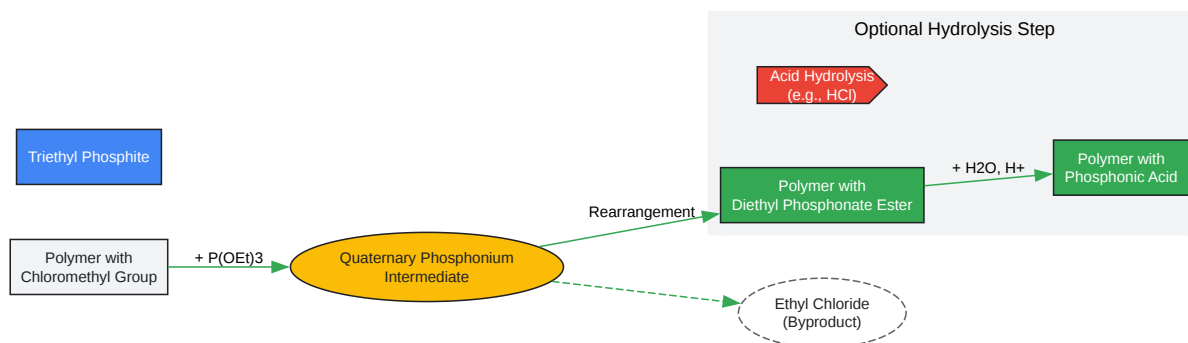 Optional Hydrolysis Step
Acid Hydrolysis
(e.g., HCl)
Triethyl Phosphite
Polymer with
Chloromethyl Group
+ P(OEt)3
Quaternary Phosphonium
Intermediate
Rearrangement
Polymer with
Diethyl Phosphonate Ester
+ H2O, H+
Polymer with
Phosphonic Acid
Ethyl Chloride
(Byproduct)